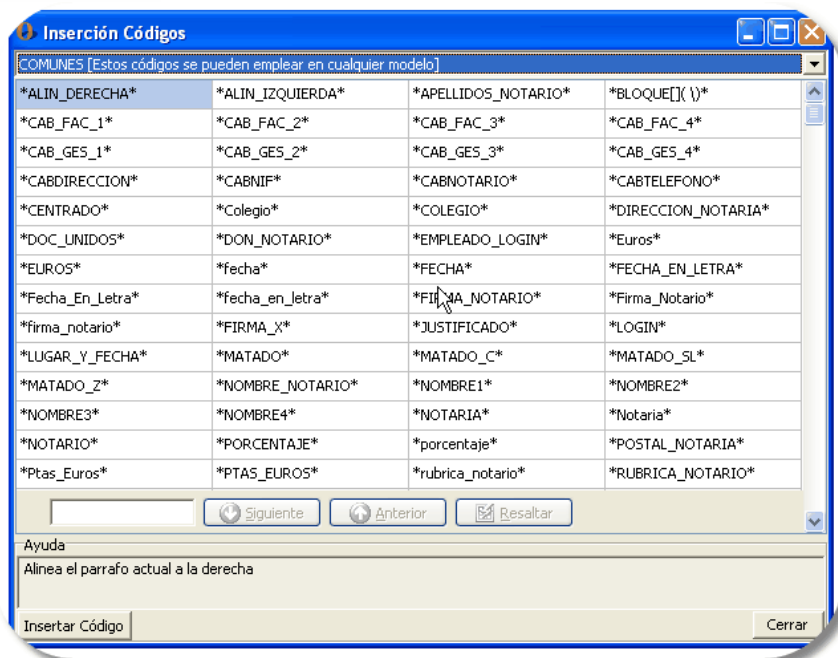 Inserción Códigos
COMUNES [Estos códigos se pueden emplear en cualquier modelo]
*ALIN_DERECHA* *ALIN_IZQUIERDA* *APELLIDOS_NOTARIO* *BLOQUE[]( \)*
*CAB_FAC_1* *CAB_FAC_2* *CAB_FAC_3* *CAB_FAC_4*
*CAB_GES_1* *CAB_GES_2* *CAB_GES_3* *CAB_GES_4*
*CABDIRECCION* *CABNIF* *CABNOTARIO* *CABTELEFONO*
*CENTRADO* *Colegio* *COLEGIO* *DIRECCION_NOTARIA*
*DOC_UNIDOS* *DON_NOTARIO* *EMPLEADO_LOGIN* *Euros*
*EUROS* *fecha* *FECHA* *FECHA_EN_LETRA*
*Fecha_En_Letra* *fecha_en_letra* *FIRMA_NOTARIO* *Firma_Notario*
*firma_notario* *FIRMA_X* *JUSTIFICADO* *LOGIN*
*LUGAR_Y_FECHA* *MATADO* *MATADO_C* *MATADO_SL*
*MATADO_Z* *NOMBRE_NOTARIO* *NOMBRE1* *NOMBRE2*
*NOMBRE3* *NOMBRE4* *NOTARIA* *Notaria*
*NOTARIO* *PORCENTAJE* *porcentaje* *POSTAL_NOTARIA*
*Ptas_Euros* *PTAS_EUROS* *rubrica_notario* *RUBRICA_NOTARIO*
Siguiente Anterior Resaltar
Ayuda
Alinea el parrafo actual a la derecha
Insertar Código Cerrar